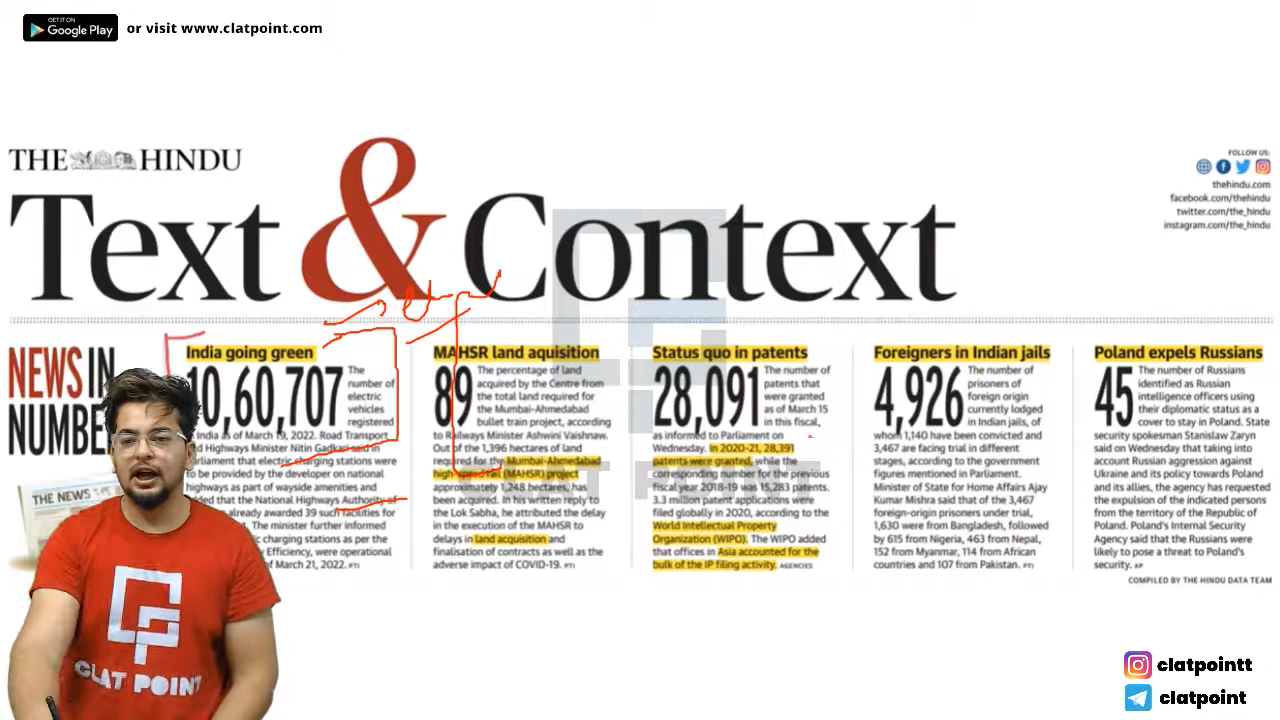 GET IT ON
Google Play
or visit www.clatpoint.com
THE HINDU
Text & Context
FOLLOW US:
thehindu.com
facebook.com/thehindu
twitter.com/the_hindu
instagram.com/the_hindu
NEWS IN
NUMBE
THE NEWS
India going green
10,60,707
The
number of
electric
vehicles
registered
India as of March 19, 2022. Road Transport
and Highways Minister Nitin Gadkari said in
Parliament that electric charging stations were
to be provided by the developer on national
highways as part of wayside amenities and
added that the National Highways Authority of
already awarded 39 such facilities for
The minister further informed
charging stations as per the
Efficiency, were operational
of March 21, 2022. PTI
MAHSR land aquisition
89
The percentage of land
acquired by the Centre from
the total land required for
the Mumbai-Ahmedabad
bullet train project, according
to Railways Minister Ashwini Vaishnaw.
Out of the 1,396 hectares of land
required for the Mumbai-Ahmedabad
high-speed rail (MAHSR) project
approximately 1,248 hectares, has
been acquired. In his written reply to
the Lok Sabha, he attributed the delay
in the execution of the MAHSR to
delays in land acquisition and
finalisation of contracts as well as the
adverse impact of COVID-19. PTI
Status quo in patents
28,091
The number of
patents that
were granted
as of March 15
in this fiscal,
as informed to Parliament on
Wednesday. In 2020-21, 28,391
patents were granted, while the
corresponding number for the previous
fiscal year 2018-19 was 15,283 patents.
3.3 million patent applications were
filed globally in 2020, according to the
World Intellectual Property
Organization (WIPO). The WIPO added
that offices in Asia accounted for the
bulk of the IP filing activity. AGENCIES
Foreigners in Indian jails
4,926
The number of
prisoners of
foreign origin
currently lodged
in Indian jails, of
whom 1,140 have been convicted and
3,467 are facing trial in different
stages, according to the government
figures mentioned in Parliament.
Minister of State for Home Affairs Ajay
Kumar Mishra said that of the 3,467
foreign-origin prisoners under trial,
1,630 were from Bangladesh, followed
by 615 from Nigeria, 463 from Nepal,
152 from Myanmar, 114 from African
countries and 107 from Pakistan. PTI
Poland expels Russians
45
The number of Russians
identified as Russian
intelligence officers using
their diplomatic status as a
cover to stay in Poland. State
security spokesman Stanislaw Zaryn
said on Wednesday that taking into
account Russian aggression against
Ukraine and its policy towards Poland
and its allies, the agency has requested
the expulsion of the indicated persons
from the territory of the Republic of
Poland. Poland's Internal Security
Agency said that the Russians were
likely to pose a threat to Poland's
security. AP
COMPILED BY THE HINDU DATA TEAM
CLAT POINT
clatpointt
clatpoint